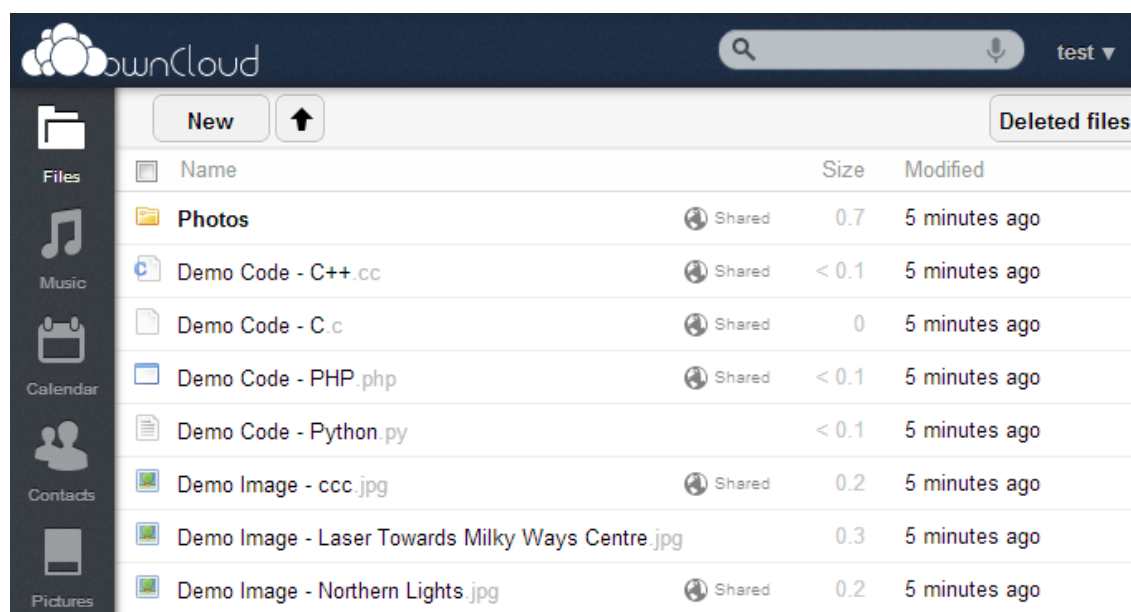 ownCloud test ▼
New Deleted files
Files
Name Size Modified
Photos Shared 0.7 5 minutes ago
Music
Demo Code - C++.cc Shared < 0.1 5 minutes ago
Demo Code - C.c Shared 0 5 minutes ago
Calendar
Demo Code - PHP.php Shared < 0.1 5 minutes ago
Demo Code - Python.py < 0.1 5 minutes ago
Contacts
Demo Image - ccc.jpg Shared 0.2 5 minutes ago
Demo Image - Laser Towards Milky Ways Centre.jpg 0.3 5 minutes ago
Demo Image - Northern Lights.jpg Shared 0.2 5 minutes ago
Pictures